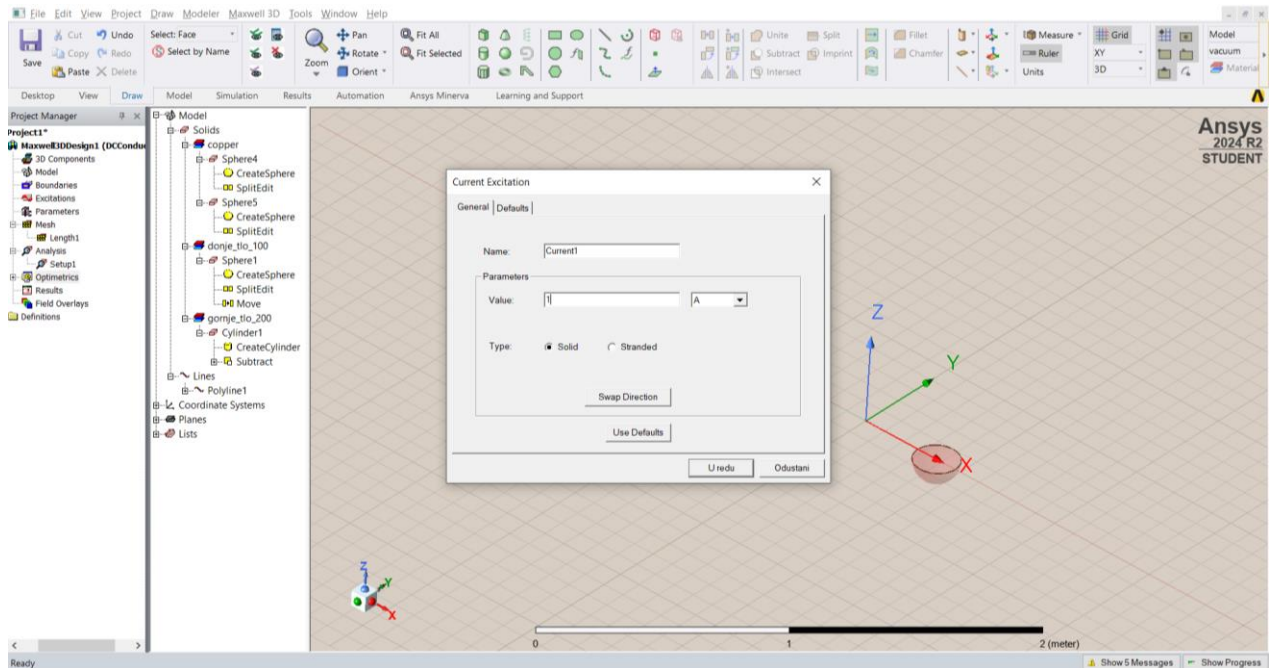 File Edit View Project Draw Modeler Maxwell 3D Tools Window Help
Save
Cut
Copy
Paste
Undo
Redo
Delete
Select: Face
Select by Name
Zoom
Pan
Rotate
Orient
Fit All
Fit Selected
Unite
Subtract
Intersect
Split
Imprint
Fillet
Chamfer
Measure
Ruler
Units
Grid
XY
3D
Model
vacuum
Material
Desktop View Draw Model Simulation Results Automation Ansys Minerva Learning and Support
Project Manager
Project1*
Maxwell3DDesign1 (DCCondu
3D Components
Model
Boundaries
Excitations
Parameters
Mesh
Length1
Analysis
Setup1
Optimetrics
Results
Field Overlays
Definitions
Model
Solids
copper
Sphere4
CreateSphere
SplitEdit
Sphere5
CreateSphere
SplitEdit
donje_tlo_100
Sphere1
CreateSphere
SplitEdit
Move
gornje_tlo_200
Cylinder1
CreateCylinder
Subtract
Lines
Polyline1
Coordinate Systems
Planes
Lists
Ansys
2024 R2
STUDENT
Current Excitation
General Defaults
Name: Current1
Parameters
Value: 1 A
Type: Solid Stranded
Swap Direction
Use Defaults
U redu Odustani
Z
Y
X
Z
Y
X
0 1 2 (meter)
Ready
Show 5 Messages Show Progress